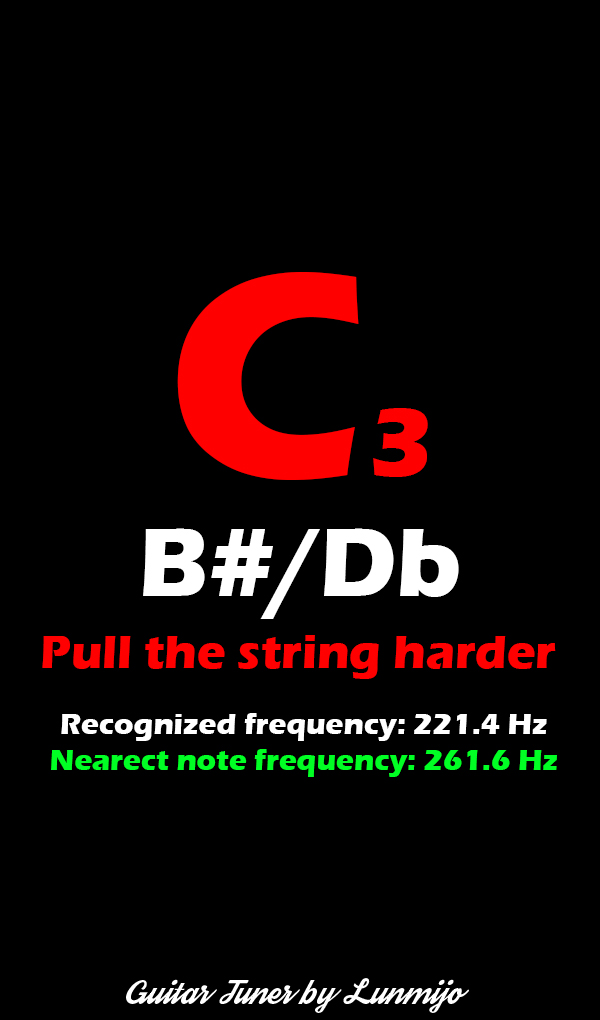 C3
B#/Db
Pull the string harder
Recognized frequency: 221.4 Hz
Nearect note frequency: 261.6 Hz
Guitar Tuner by Lunmijo